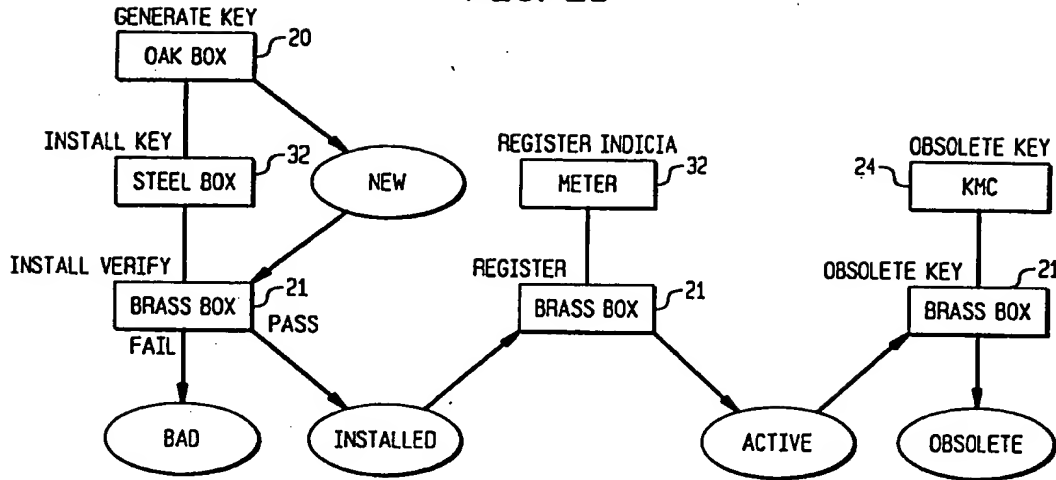 GENERATE KEY
OAK BOX
20
INSTALL KEY
STEEL BOX
32
NEW
INSTALL VERIFY
BRASS BOX
21
PASS
FAIL
BAD
INSTALLED
REGISTER INDICIA
METER
32
REGISTER
BRASS BOX
21
ACTIVE
OBSOLETE KEY
24
KMC
OBSOLETE KEY
21
BRASS BOX
OBSOLETE